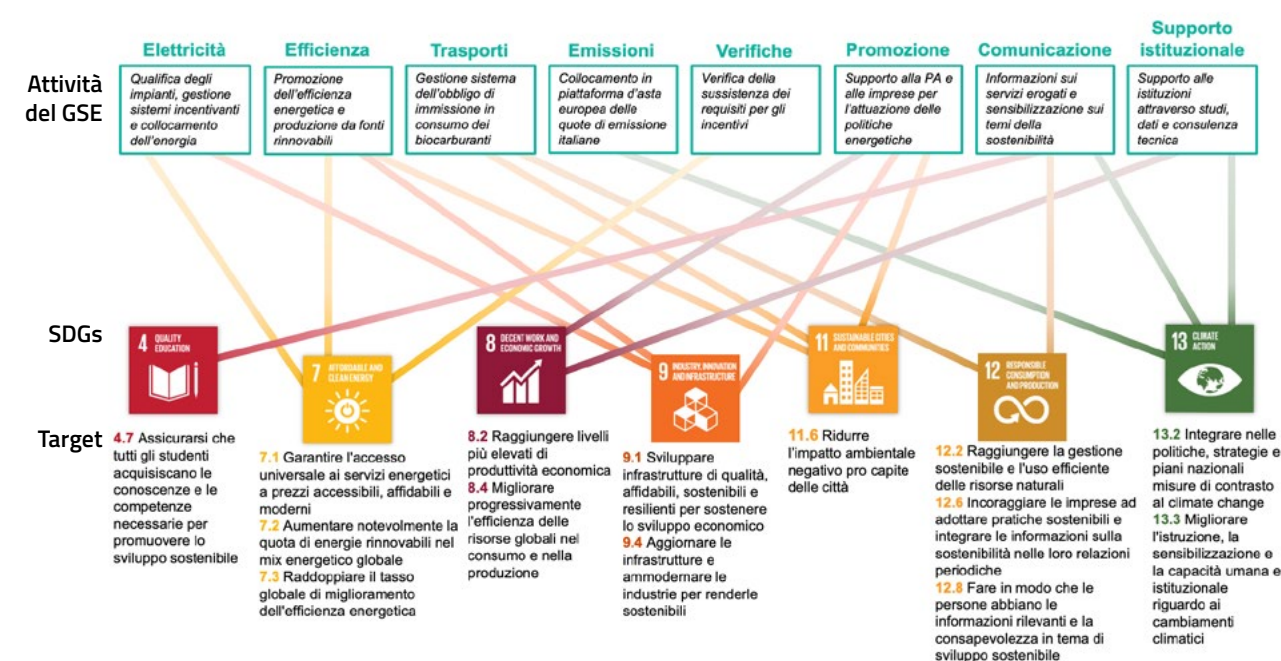 Elettricità
Efficienza
Trasporti
Emissioni
Verifiche
Promozione
Comunicazione
Supporto
istituzionale
Attività
del GSE
Qualifica degli
impianti, gestione
sistemi incentivanti
e collocamento
dell'energia
Promozione
dell'efficienza
energetica e
produzione da fonti
rinnovabili
Gestione sistema
dell'obbligo di
immissione in
consumo dei
biocarburanti
Collocamento in
piattaforma d'asta
europea delle
quote di emissione
italiane
Verifica della
sussistenza dei
requisiti per gli
incentivi
Supporto alla PA e
alle imprese per
l'attuazione delle
politiche
energetiche
Informazioni sui
servizi erogati e
sensibilizzazione sui
temi della
sostenibilità
Supporto alle
istituzioni
attraverso studi,
dati e consulenza
tecnica
SDGs
4 QUALITY
EDUCATION
7 AFFORDABLE AND
CLEAN ENERGY
8 DECENT WORK AND
ECONOMIC GROWTH
9 INDUSTRY, INNOVATION
AND INFRASTRUCTURE
11 SUSTAINABLE CITIES
AND COMMUNITIES
12 RESPONSIBLE
CONSUMPTION
AND PRODUCTION
13 CLIMATE
ACTION
Target
4.7 Assicurarsi che
tutti gli studenti
acquisiscano le
conoscenze e le
competenze
necessarie per
promuovere lo
sviluppo sostenibile
7.1 Garantire l'accesso
universale ai servizi energetici
a prezzi accessibili, affidabili e
moderni
7.2 Aumentare notevolmente la
quota di energie rinnovabili nel
mix energetico globale
7.3 Raddoppiare il tasso
globale di miglioramento
dell'efficienza energetica
8.2 Raggiungere livelli
più elevati di
produttività economica
8.4 Migliorare
progressivamente
l'efficienza delle
risorse globali nel
consumo e nella
produzione
9.1 Sviluppare
infrastrutture di qualità,
affidabili, sostenibili e
resilienti per sostenere
lo sviluppo economico
9.4 Aggiornare le
infrastrutture e
ammodernare le
industrie per renderle
sostenibili
11.6 Ridurre
l'impatto ambientale
negativo pro capite
delle città
12.2 Raggiungere la gestione
sostenibile e l'uso efficiente
delle risorse naturali
12.6 Incoraggiare le imprese ad
adottare pratiche sostenibili e
integrare le informazioni sulla
sostenibilità nelle loro relazioni
periodiche
12.8 Fare in modo che le
persone abbiano le
informazioni rilevanti e la
consapevolezza in tema di
sviluppo sostenibile
13.2 Integrare nelle
politiche, strategie e
piani nazionali
misure di contrasto
al climate change
13.3 Migliorare
l'istruzione, la
sensibilizzazione e
la capacità umana e
istituzionale
riguardo ai
cambiamenti
climatici